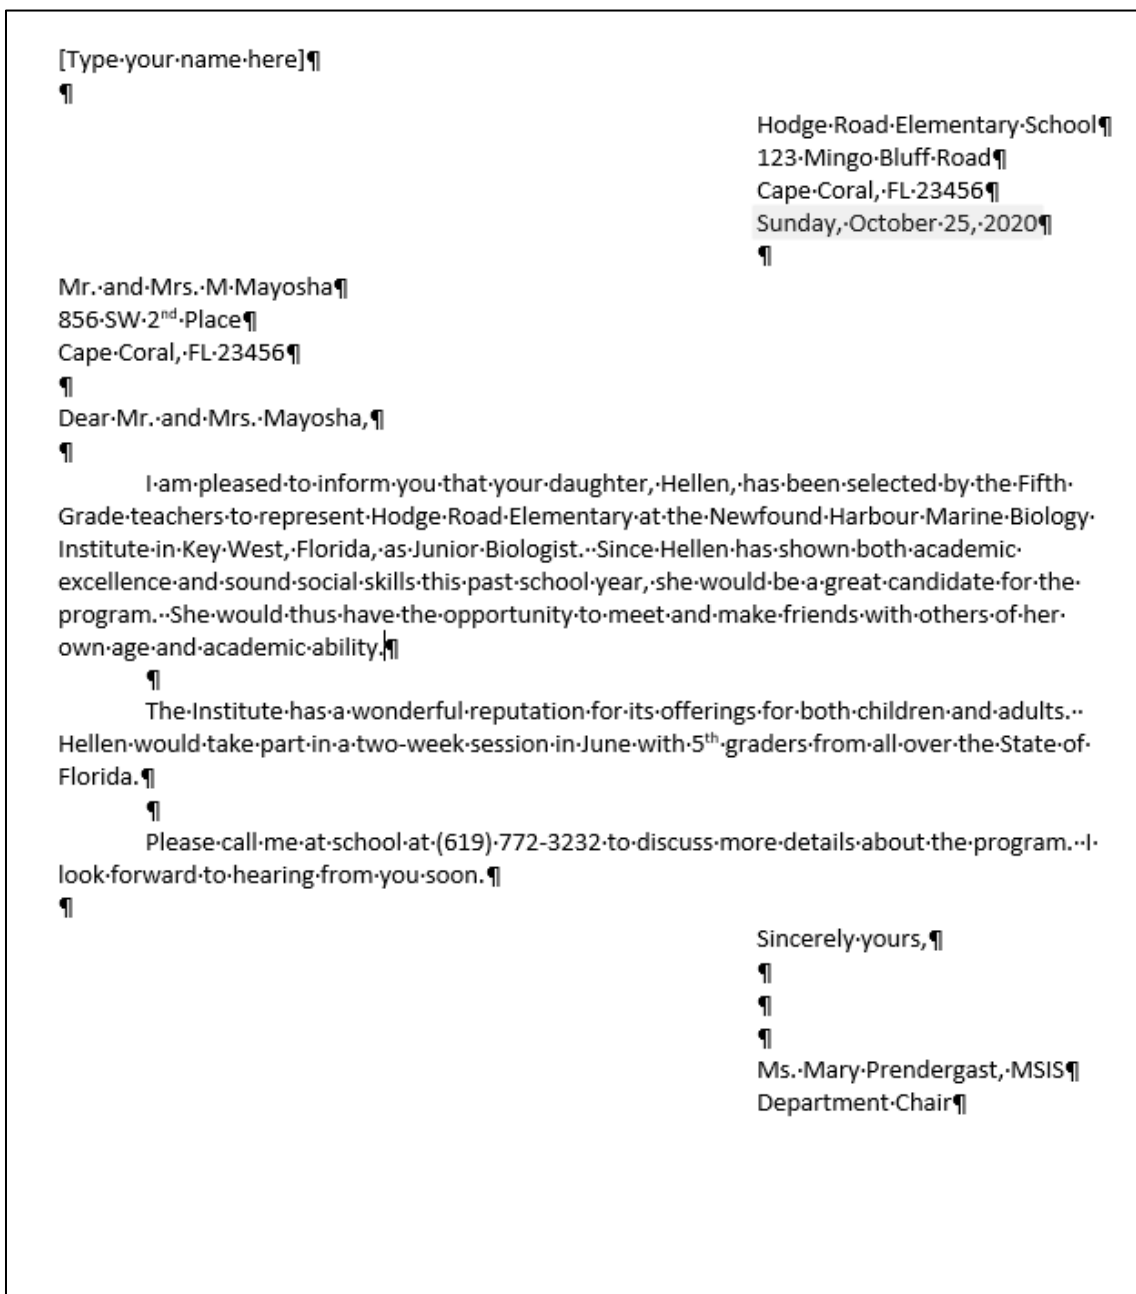 [Type·your·name·here]¶
¶
Hodge·Road·Elementary·School¶
123·Mingo·Bluff·Road¶
Cape·Coral,·FL·23456¶
Sunday,·October·25,·2020¶
¶
Mr.·and·Mrs.·M·Mayosha¶
856·SW·2nd·Place¶
Cape·Coral,·FL·23456¶
¶
Dear·Mr.·and·Mrs.·Mayosha,¶
¶
I·am·pleased·to·inform·you·that·your·daughter,·Hellen,·has·been·selected·by·the·Fifth·
Grade·teachers·to·represent·Hodge·Road·Elementary·at·the·Newfound·Harbour·Marine·Biology·
Institute·in·Key·West,·Florida,·as·Junior·Biologist.··Since·Hellen·has·shown·both·academic·
excellence·and·sound·social·skills·this·past·school·year,·she·would·be·a·great·candidate·for·the·
program.··She·would·thus·have·the·opportunity·to·meet·and·make·friends·with·others·of·her·
own·age·and·academic·ability.¶
¶
The·Institute·has·a·wonderful·reputation·for·its·offerings·for·both·children·and·adults.··
Hellen·would·take·part·in·a·two-week·session·in·June·with·5th·graders·from·all·over·the·State·of·
Florida.¶
¶
Please·call·me·at·school·at·(619)·772-3232·to·discuss·more·details·about·the·program.··I·
look·forward·to·hearing·from·you·soon.¶
¶
Sincerely·yours,¶
¶
¶
¶
Ms.·Mary·Prendergast,·MSIS¶
Department·Chair¶